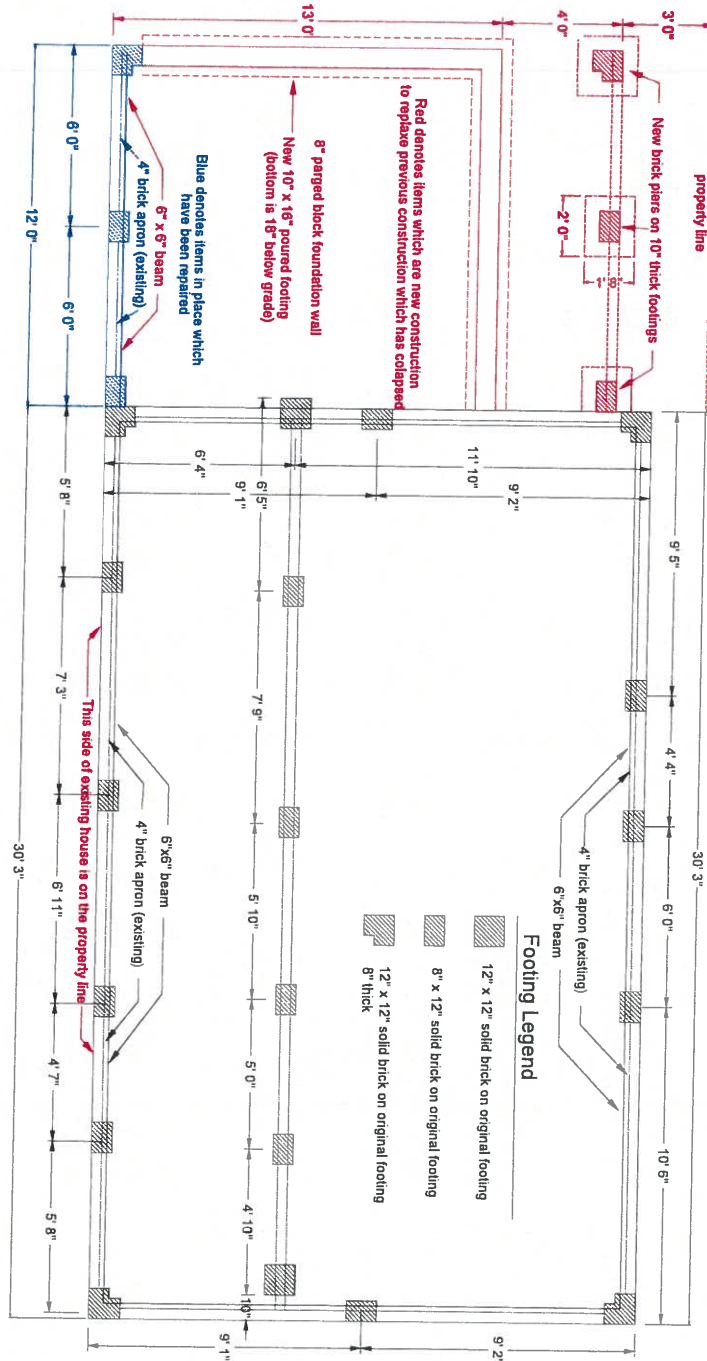 property line
3' 0"
4' 0"
13' 0"
New brick piers on 10" thick footings
2' 0"
1' 8"
Red denotes items which are new construction
to replaxe previous construction which has colapsed
8" parged block foundation wall
New 10" x 16" poured footing
(bottom is 18" below grade)
Blue denotes items in place which
have been repaired
6" x 6" beam
4" brick apron (existing)
6' 0"
6' 0"
12' 0"
30' 3"
9' 5"
4' 4"
6' 0"
10' 6"
4" brick apron (existing)
6"x6" beam
11' 10"
6' 4"
9' 2"
9' 1"
Footing Legend
12" x 12" solid brick on original footing
8" x 12" solid brick on original footing
12" x 12" solid brick on original footing
8" thick
6' 5"
7' 9"
5' 10"
5' 0"
4' 10"
10"
9' 2"
9' 1"
6"x6" beam
4" brick apron (existing)
This side of existing house is on the property line
5' 8"
7' 3"
6' 11"
4' 7"
5' 8"
30' 3"